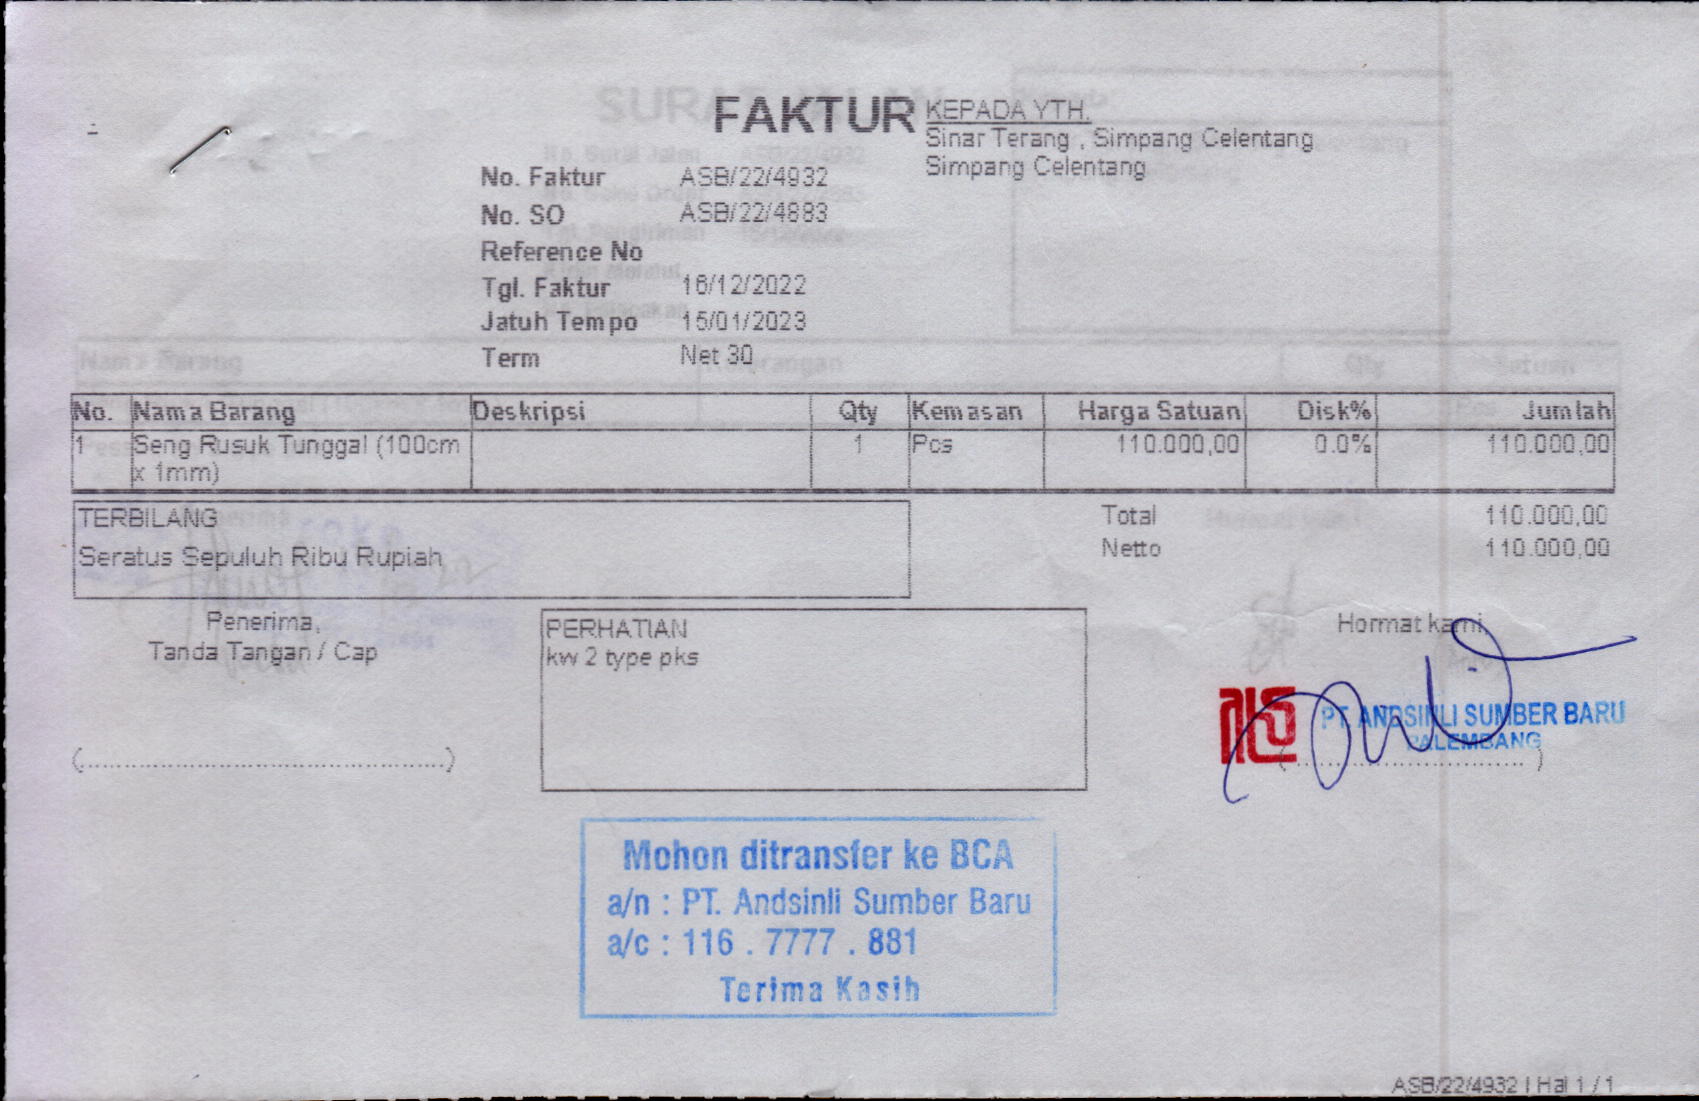 FAKTUR
KEPADA YTH.
Sinar Terang , Simpang Celentang
Simpang Celentang
No. Faktur ASB/22/4932
No. SO ASB/22/4883
Reference No
Tgl. Faktur 16/12/2022
Jatuh Tempo 15/01/2023
Term Net 30
No. Nama Barang Deskripsi Qty Kemasan Harga Satuan Disk% Jumlah
1 Seng Rusuk Tunggal (100cm 1 Pcs 110.000,00 0.0% 110.000,00
x 1mm)
TERBILANG
Seratus Sepuluh Ribu Rupiah
Total 110.000,00
Netto 110.000,00
Penerima,
Tanda Tangan / Cap
(..........................................)
PERHATIAN
kw 2 type pks
Hormat kami,
PT. ANDSINLI SUMBER BARU
PALEMBANG
(..............................)
Mohon ditransfer ke BCA
a/n : PT. Andsinli Sumber Baru
a/c : 116 . 7777 . 881
Terima Kasih
ASB/22/4932 | Hal 1 / 1